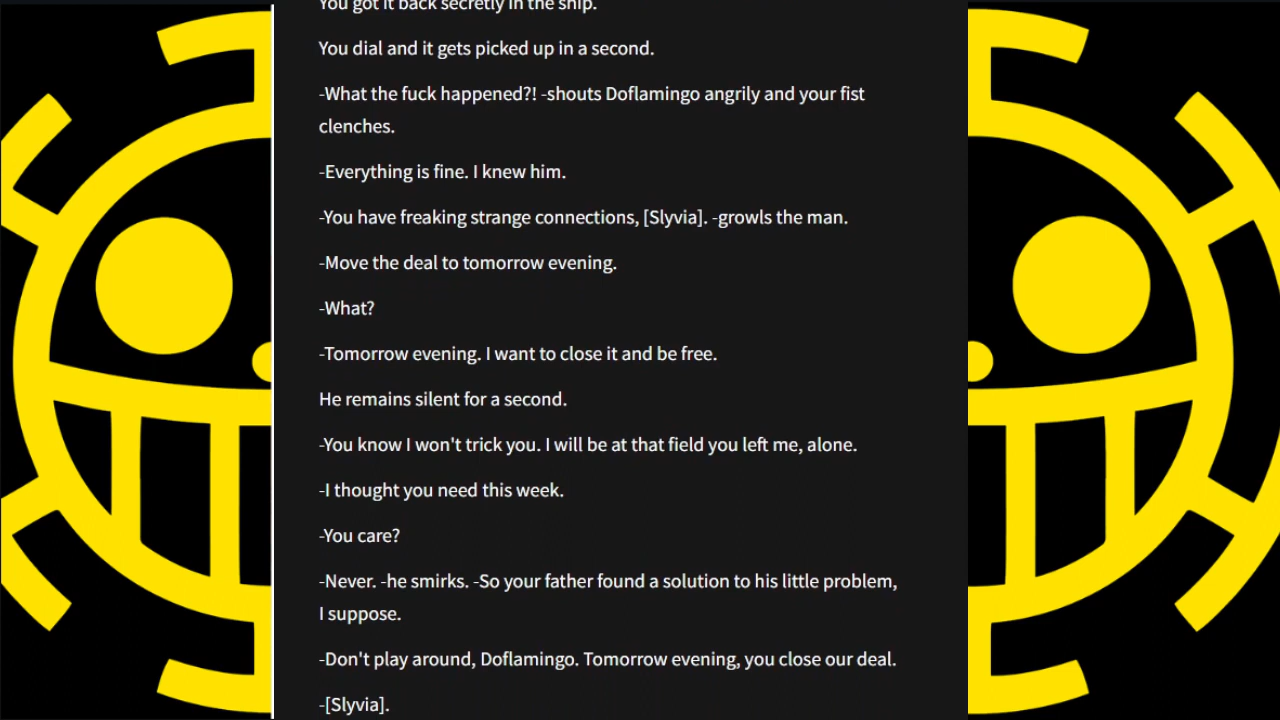 You got it back secretly in the ship.
You dial and it gets picked up in a second.
-What the fuck happened?! -shouts Doflamingo angrily and your fist
clenches.
-Everything is fine. I knew him.
-You have freaking strange connections, [Slyvia]. -growls the man.
-Move the deal to tomorrow evening.
-What?
-Tomorrow evening. I want to close it and be free.
He remains silent for a second.
-You know I won't trick you. I will be at that field you left me, alone.
-I thought you need this week.
-You care?
-Never. -he smirks. -So your father found a solution to his little problem,
I suppose.
-Don't play around, Doflamingo. Tomorrow evening, you close our deal.
-[Slyvia].